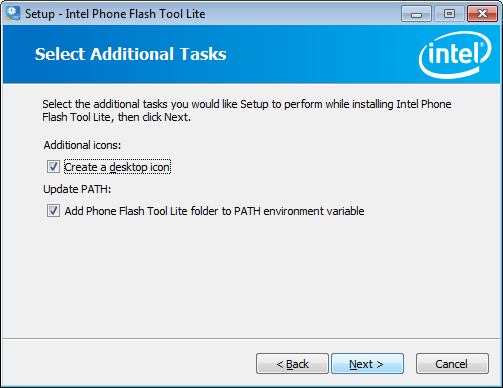 Setup - Intel Phone Flash Tool Lite
Select Additional Tasks
intel
Select the additional tasks you would like Setup to perform while installing Intel Phone
Flash Tool Lite, then click Next.
Additional icons:
Create a desktop icon
Update PATH:
Add Phone Flash Tool Lite folder to PATH environment variable
< Back
Next >
Cancel